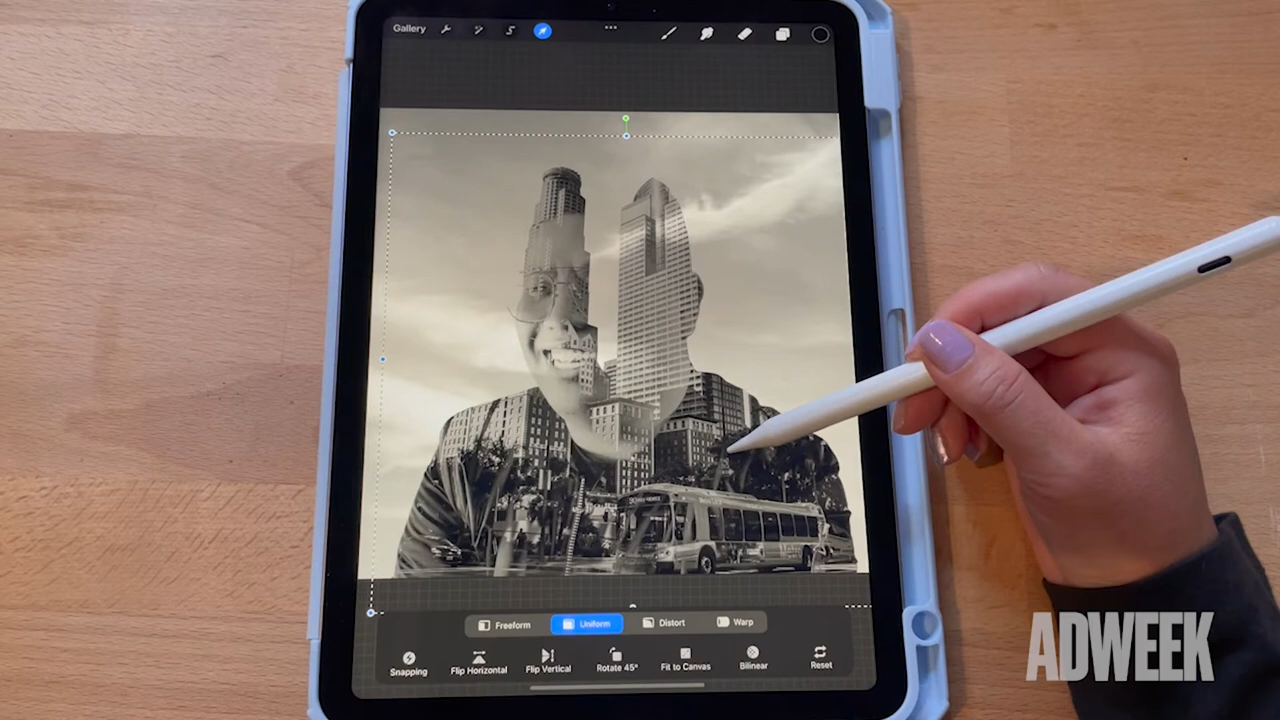 Gallery
Freeform
Uniform
Distort
Warp
Snapping
Flip Horizontal
Flip Vertical
Rotate 45°
Fit to Canvas
Bilinear
Reset
ADWEEK